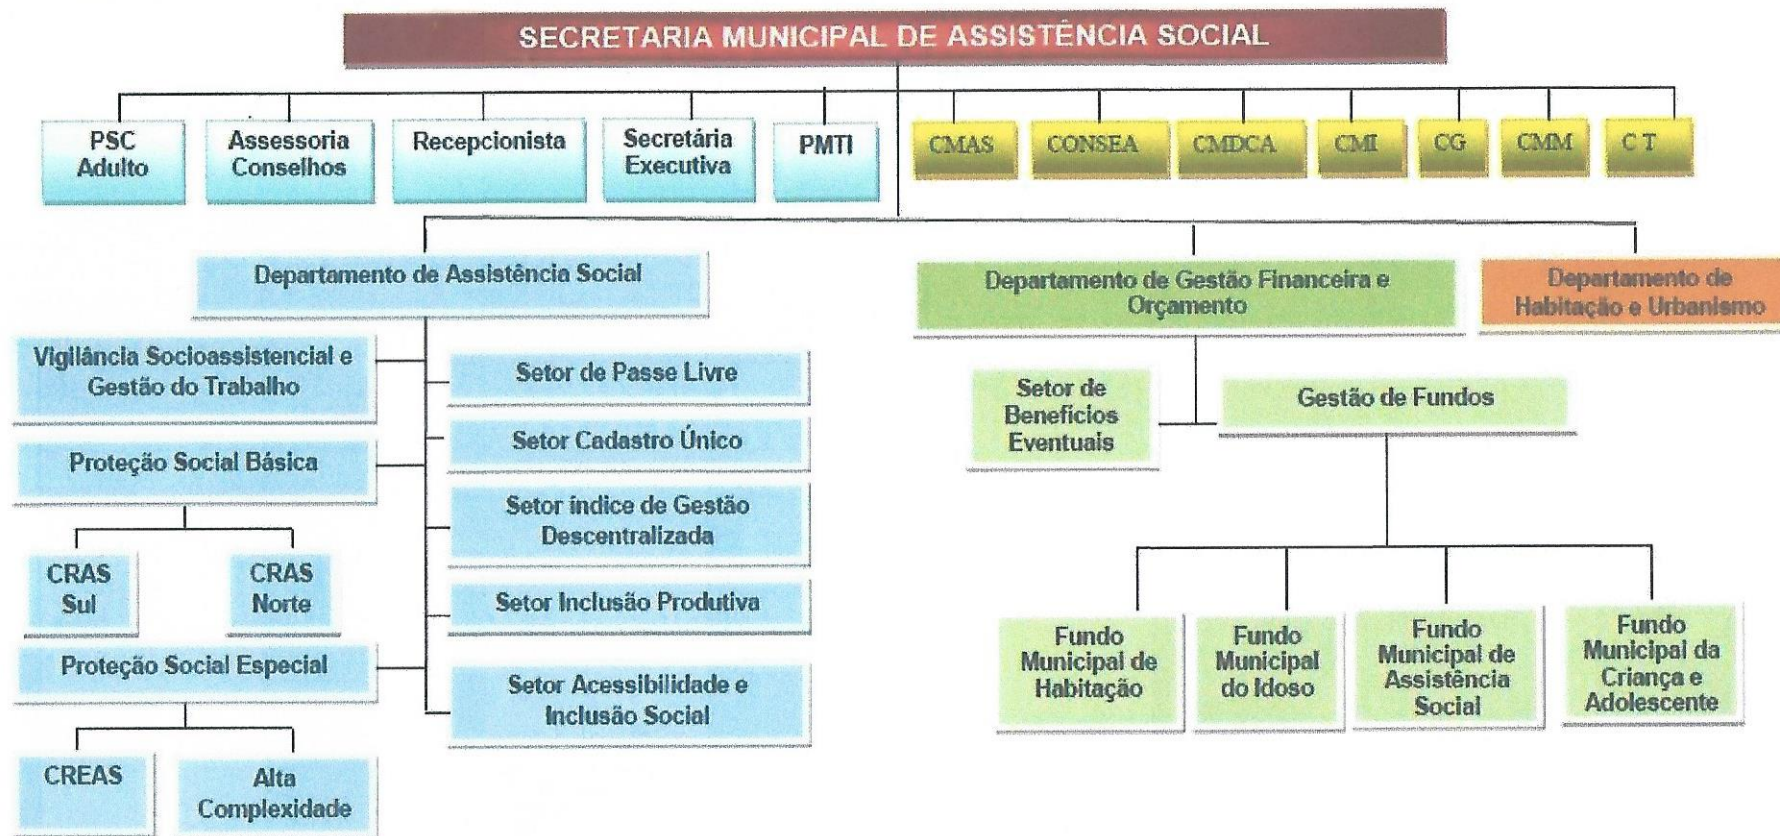 SECRETARIA MUNICIPAL DE ASSISTÊNCIA SOCIAL
PSC
Adulto
Assessoria
Conselhos
Recepcionista
Secretária
Executiva
PMTI
CMAS
CONSEA
CMDCA
CMI
CG
CMM
C T
Departamento de Assistência Social
Departamento de Gestão Financeira e
Orçamento
Departamento de
Habitação e Urbanismo
Vigilância Socioassistencial e
Gestão do Trabalho
Proteção Social Básica
CRAS
Sul
CRAS
Norte
Proteção Social Especial
CREAS
Alta
Complexidade
Setor de Passe Livre
Setor Cadastro Único
Setor índice de Gestão
Descentralizada
Setor Inclusão Produtiva
Setor Acessibilidade e
Inclusão Social
Setor de
Benefícios
Eventuais
Gestão de Fundos
Fundo
Municipal de
Habitação
Fundo
Municipal
do Idoso
Fundo
Municipal de
Assistência
Social
Fundo
Municipal da
Criança e
Adolescente